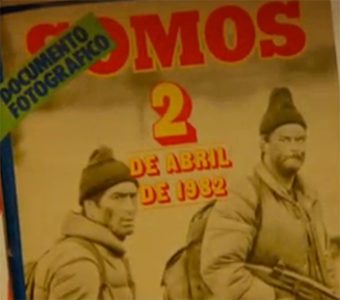 SOMOS
DOCUMENTO
FOTOGRAFICO
2
DE ABRIL
DE 1982